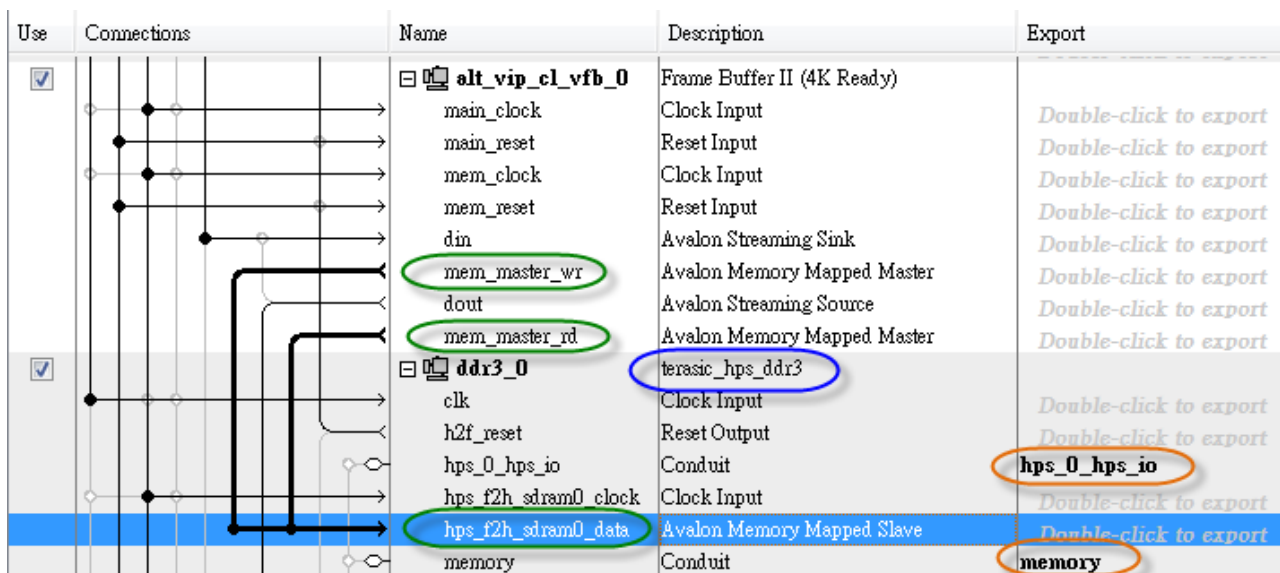 Use Connections Name Description Export
alt_vip_cl_vfb_0 Frame Buffer II (4K Ready)
main_clock Clock Input Double-click to export
main_reset Reset Input Double-click to export
mem_clock Clock Input Double-click to export
mem_reset Reset Input Double-click to export
din Avalon Streaming Sink Double-click to export
mem_master_wr Avalon Memory Mapped Master Double-click to export
dout Avalon Streaming Source Double-click to export
mem_master_rd Avalon Memory Mapped Master Double-click to export
ddr3_0 terasic_hps_ddr3
clk Clock Input Double-click to export
h2f_reset Reset Output Double-click to export
hps_0_hps_io Conduit hps_0_hps_io
hps_f2h_sdram0_clock Clock Input Double-click to export
hps_f2h_sdram0_data Avalon Memory Mapped Slave Double-click to export
memory Conduit memory